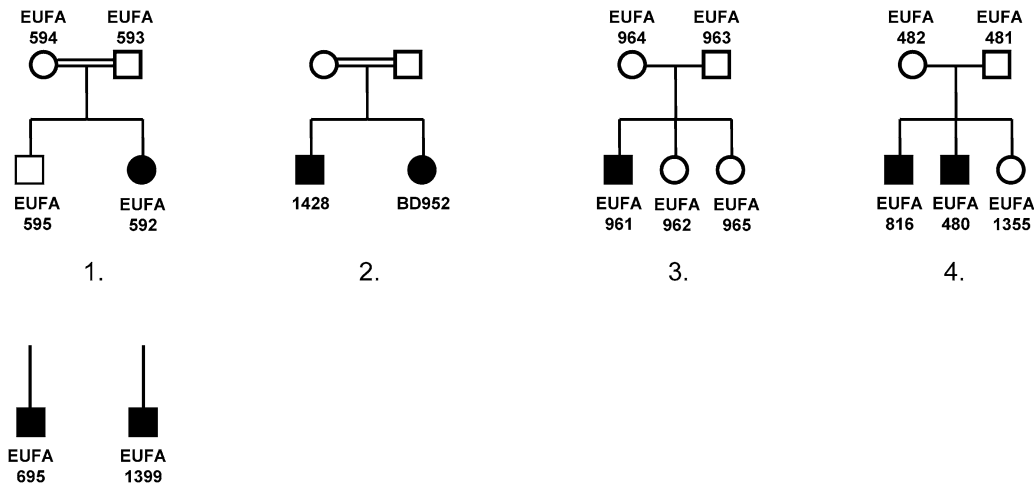 EUFA EUFA
594 593
EUFA EUFA
964 963
EUFA EUFA
482 481
EUFA
595
EUFA
592
1428
BD952
EUFA EUFA EUFA
961 962 965
EUFA EUFA EUFA
816 480 1355
1.
2.
3.
4.
EUFA EUFA
695 1399